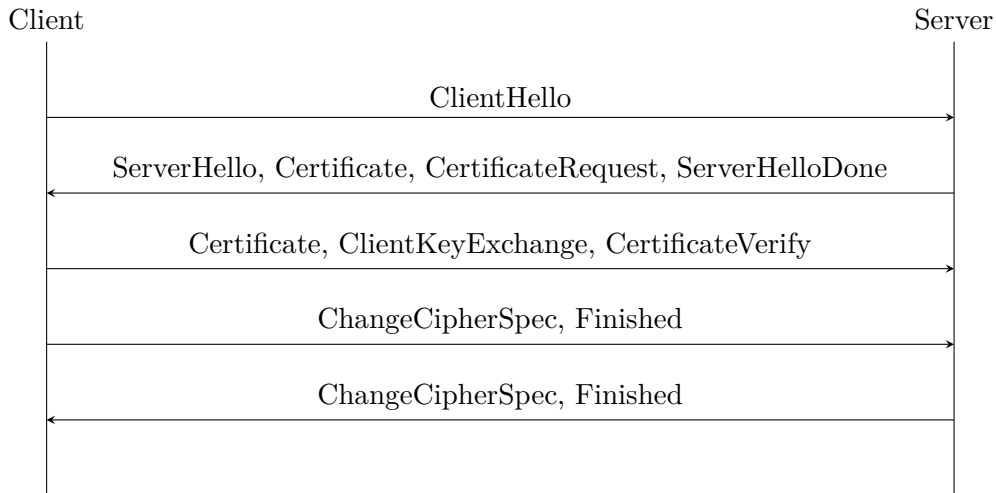 Client Server
ClientHello
ServerHello, Certificate, CertificateRequest, ServerHelloDone
Certificate, ClientKeyExchange, CertificateVerify
ChangeCipherSpec, Finished
ChangeCipherSpec, Finished